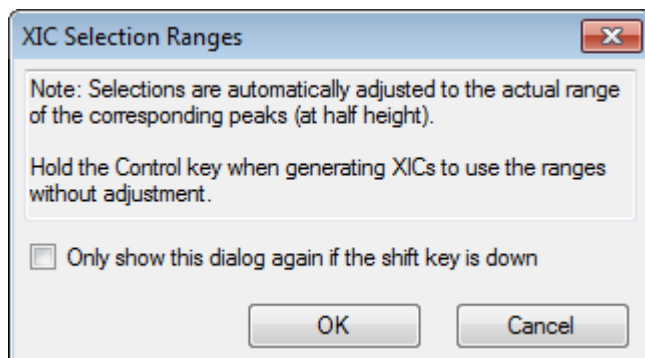 XIC Selection Ranges
Note: Selections are automatically adjusted to the actual range
of the corresponding peaks (at half height).
Hold the Control key when generating XICs to use the ranges
without adjustment.
Only show this dialog again if the shift key is down
OK
Cancel